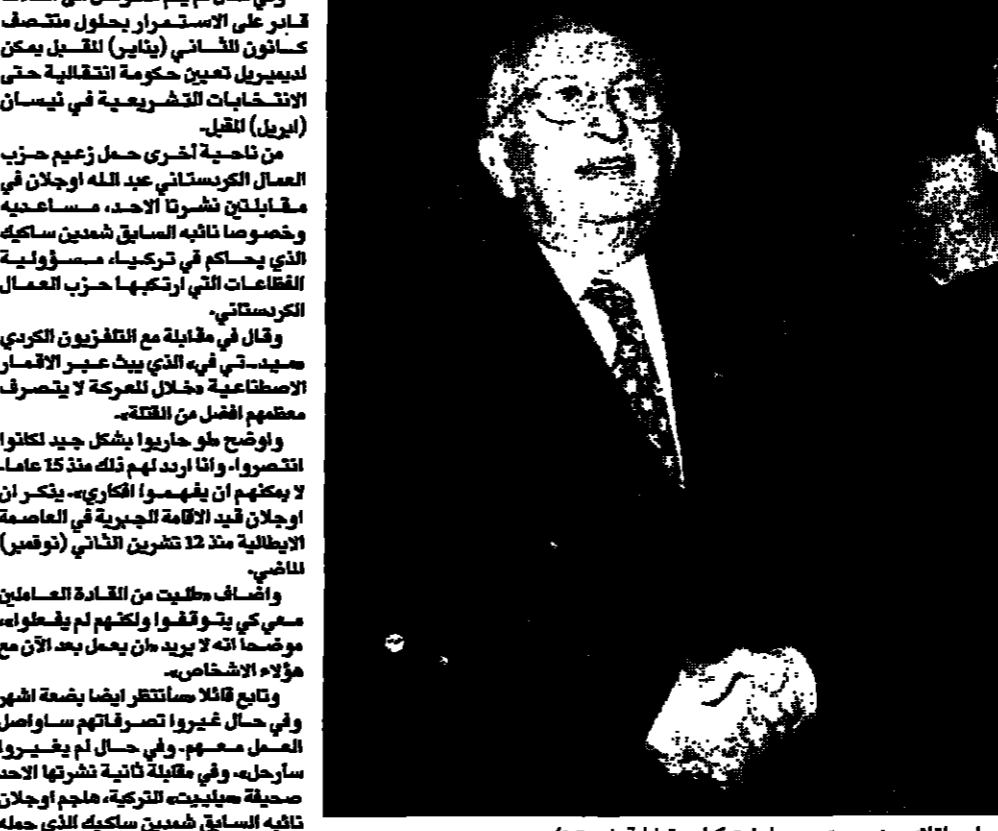 قادر على الاستمرار بحلول منتصف
كانون الثاني (يناير) المقبل يمكن
لديميريل تعيين حكومة انتقالية حتى
الانتخابات التشريعية في نيسان
(ابريل) المقبل.
من ناحية أخرى حمل زعيم حزب
العمال الكردستاني عبد الله اوجلان في
مقابلتين نشرتا الاحد، مساعديه
وخصوصا نائبه السابق شمدين ساكيك
الذي يحاكم في تركيا، مسؤولية
الفظاعات التي ارتكبها حزب العمال
الكردستاني.
وقال في مقابلة مع التلفزيون الكردي
«ميد-تي في» الذي يبث عبر الاقمار
الاصطناعية «خلال المعركة لا يتصرف
معظمهم افضل من القتلة».
واوضح «لو حاربوا بشكل جيد لكانوا
انتصروا. وأنا اردد لهم ذلك منذ 15 عاما.
لا يمكنهم ان يفهموا افكاري». يذكر ان
اوجلان قيد الاقامة الجبرية في العاصمة
الايطالية منذ 12 تشرين الثاني (نوفمبر)
الماضي.
واضاف «طلبت من القادة العاملين
معي كي يتوقفوا ولكنهم لم يفعلوا»،
موضحا انه لا يريد «ان يعمل بعد الآن مع
هؤلاء الاشخاص».
وتابع قائلا «سأنتظر ايضا بضعة اشهر
وفي حال غيروا تصرفاتهم ساواصل
العمل معهم. وفي حال لم يغيروا
سأرحل». وفي مقابلة ثانية نشرتها الاحد
صحيفة «ميلييت» التركية، هاجم اوجلان
نائبه السابق شمدين ساكيك الذي حمله